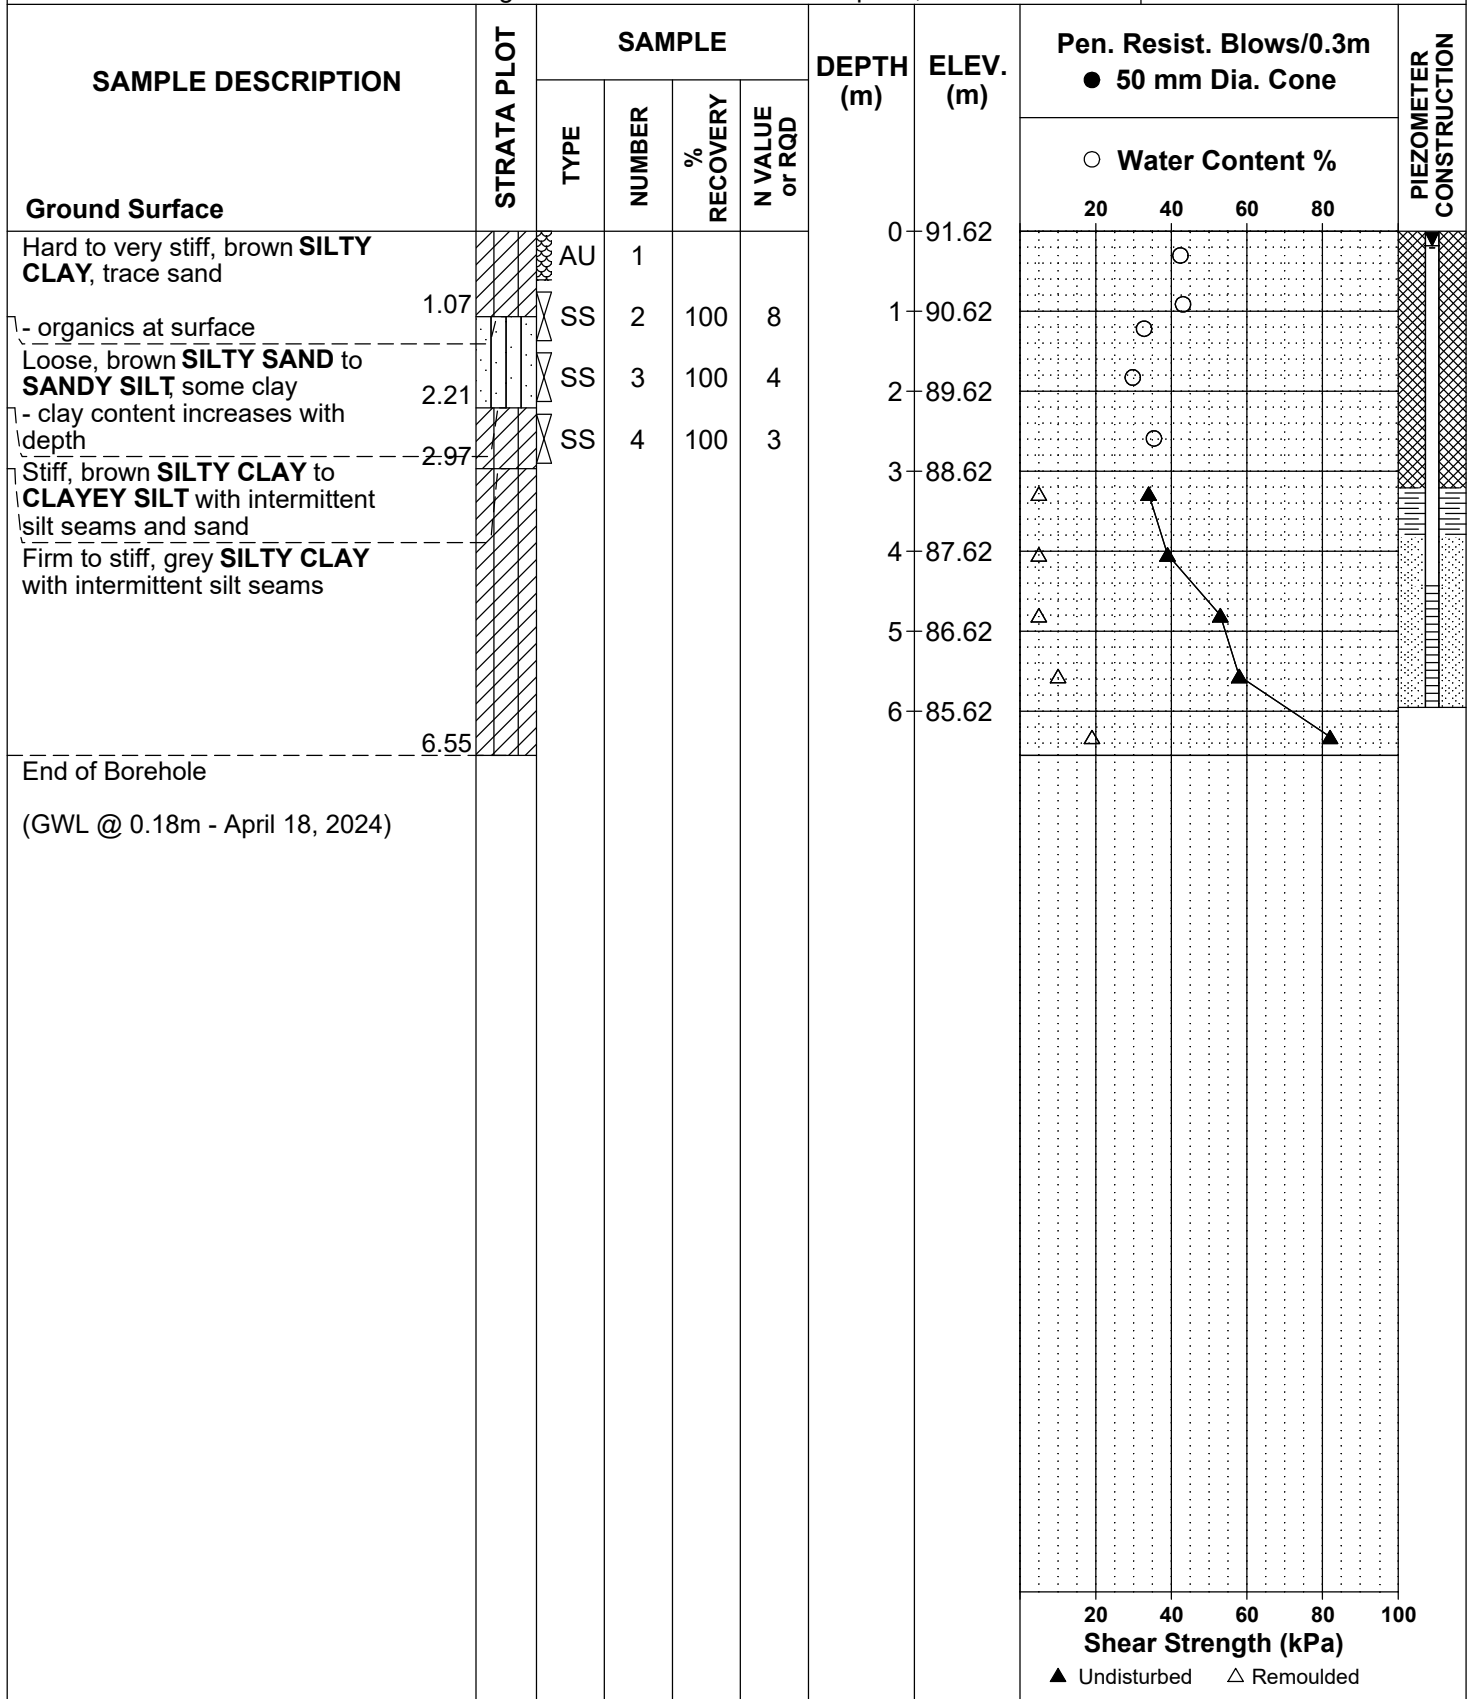 SAMPLE DESCRIPTION
STRATA PLOT
SAMPLE
TYPE
NUMBER
%
RECOVERY
N VALUE
or RQD
DEPTH
(m)
ELEV.
(m)
Pen. Resist. Blows/0.3m
● 50 mm Dia. Cone
○ Water Content %
20 40 60 80
PIEZOMETER
CONSTRUCTION
Ground Surface
0 91.62
Hard to very stiff, brown SILTY
CLAY, trace sand
AU 1
1.07
- organics at surface
SS 2 100 8
1 90.62
Loose, brown SILTY SAND to
SANDY SILT, some clay
SS 3 100 4
2.21
2 89.62
- clay content increases with
depth
SS 4 100 3
2.97
3 88.62
Stiff, brown SILTY CLAY to
CLAYEY SILT with intermittent
silt seams and sand
4 87.62
Firm to stiff, grey SILTY CLAY
with intermittent silt seams
5 86.62
6 85.62
6.55
End of Borehole
(GWL @ 0.18m - April 18, 2024)
20 40 60 80 100
Shear Strength (kPa)
▲ Undisturbed △ Remoulded